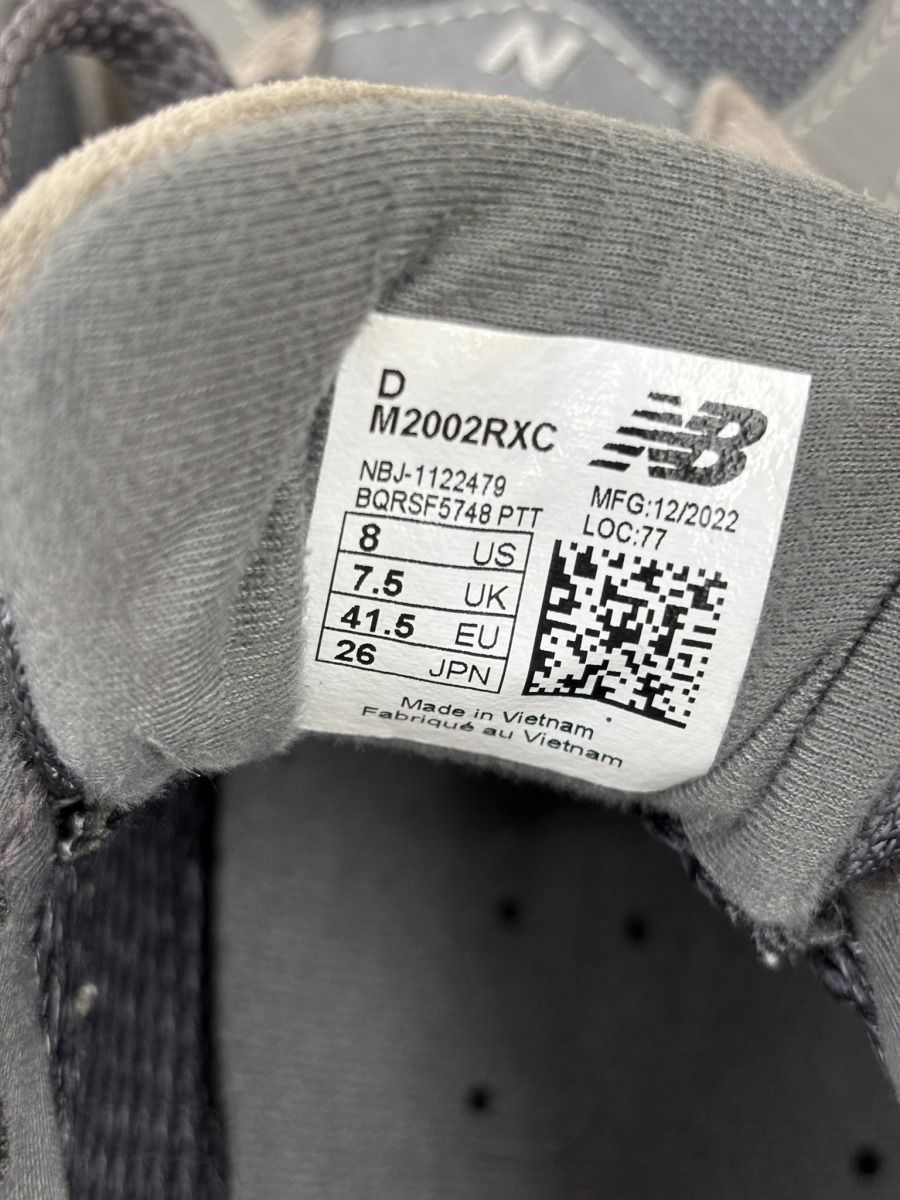 N
D
M2002RXC
NB
NBJ-1122479
BQRSF5748 PTT
MFG:12/2022
LOC:77
8 US
7.5 UK
41.5 EU
26 JPN
Made in Vietnam
Fabriqué au Vietnam